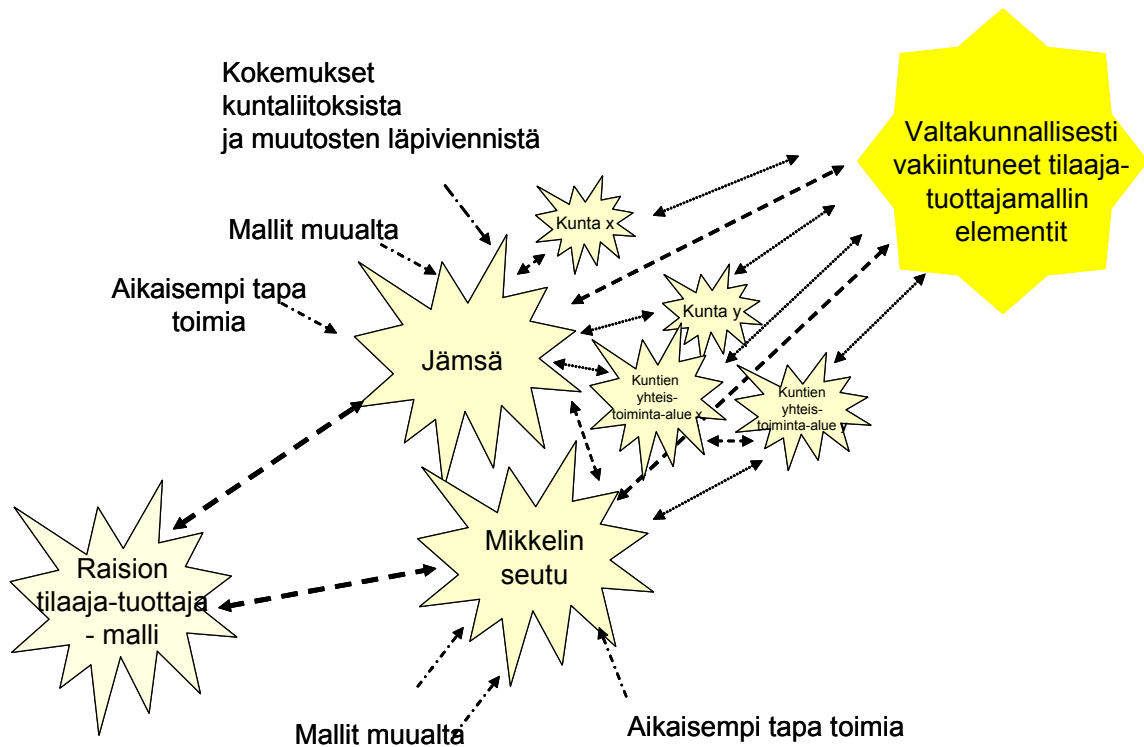 Kokemukset
kuntaliitoksista
ja muutosten läpiviennistä
Valtakunnallisesti
vakiintuneet tilaaja-
tuottajamallin
elementit
Mallit muualta
Kunta x
Aikaisempi tapa
toimia
Kunta y
Jämsä
Kuntien
yhteis-
toiminta-alue x
Kuntien
yhteis-
toiminta-alue y
Mikkelin
seutu
Raision
tilaaja-tuottaja
- malli
Mallit muualta
Aikaisempi tapa toimia